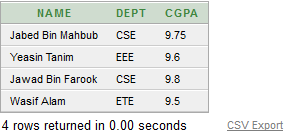 NAME DEPT CGPA
Jabed Bin Mahbub CSE 9.75
Yeasin Tanim EEE 9.6
Jawad Bin Farook CSE 9.8
Wasif Alam ETE 9.5
4 rows returned in 0.00 seconds CSV Export